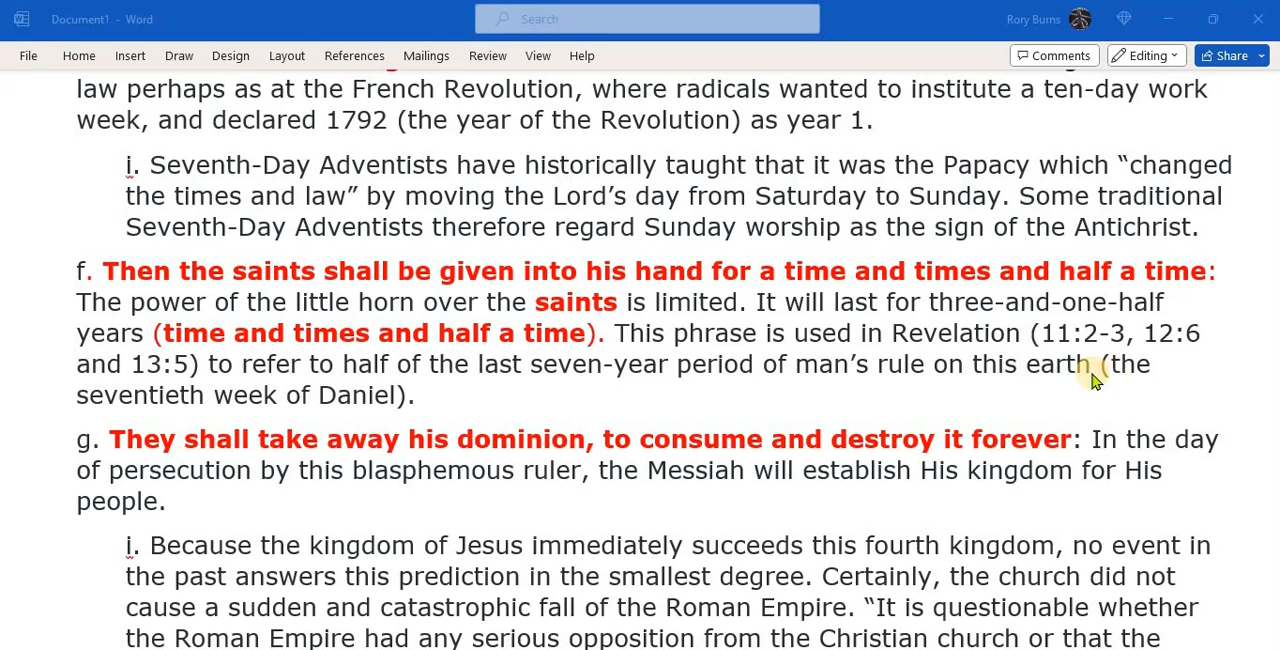 Document1 - Word
Search
Rory Burns
File Home Insert Draw Design Layout References Mailings Review View Help Comments Editing Share
law perhaps as at the French Revolution, where radicals wanted to institute a ten-day work
week, and declared 1792 (the year of the Revolution) as year 1.
i. Seventh-Day Adventists have historically taught that it was the Papacy which “changed
the times and law” by moving the Lord’s day from Saturday to Sunday. Some traditional
Seventh-Day Adventists therefore regard Sunday worship as the sign of the Antichrist.
f. Then the saints shall be given into his hand for a time and times and half a time:
The power of the little horn over the saints is limited. It will last for three-and-one-half
years (time and times and half a time). This phrase is used in Revelation (11:2-3, 12:6
and 13:5) to refer to half of the last seven-year period of man’s rule on this earth (the
seventieth week of Daniel).
g. They shall take away his dominion, to consume and destroy it forever: In the day
of persecution by this blasphemous ruler, the Messiah will establish His kingdom for His
people.
i. Because the kingdom of Jesus immediately succeeds this fourth kingdom, no event in
the past answers this prediction in the smallest degree. Certainly, the church did not
cause a sudden and catastrophic fall of the Roman Empire. “It is questionable whether
the Roman Empire had any serious opposition from the Christian church or that the